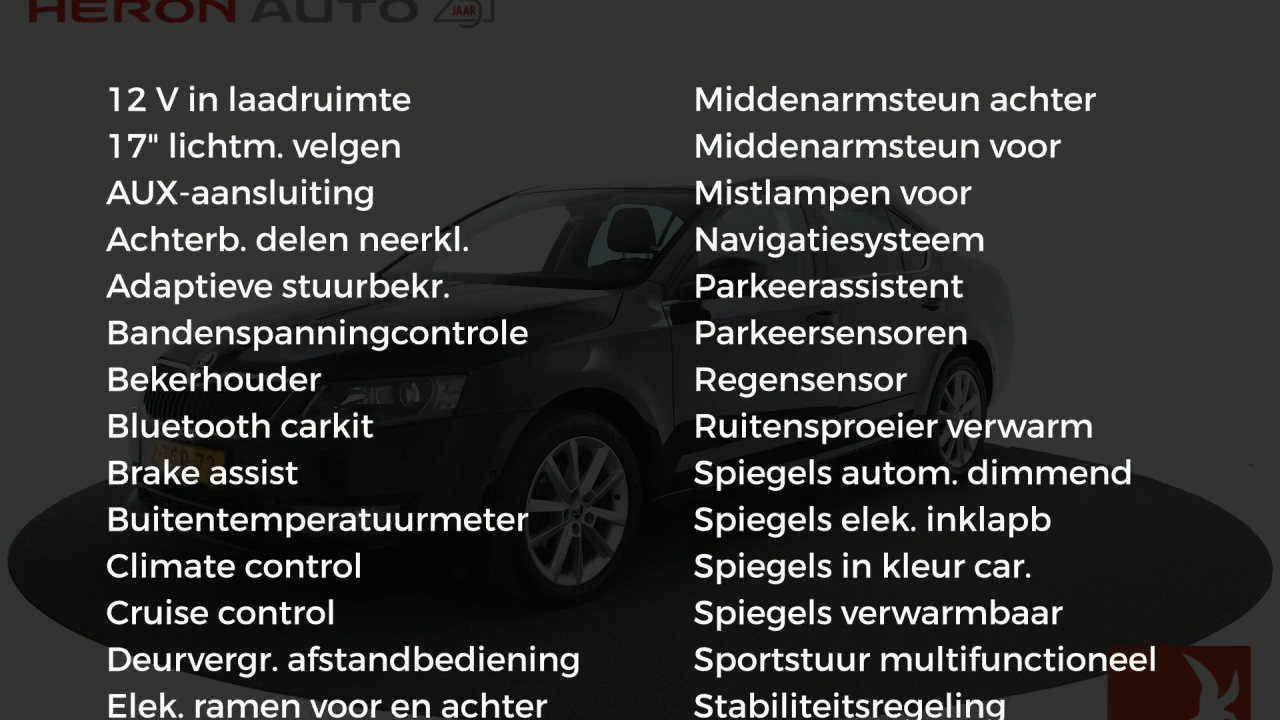 HERON AUTO 25 JAAR
12 V in laadruimte
17" lichtm. velgen
AUX-aansluiting
Achterb. delen neerkl.
Adaptieve stuurbekr.
Bandenspanningcontrole
Bekerhouder
Bluetooth carkit
Brake assist
Buitentemperatuurmeter
Climate control
Cruise control
Deurvergr. afstandbediening
Elek. ramen voor en achter
Middenarmsteun achter
Middenarmsteun voor
Mistlampen voor
Navigatiesysteem
Parkeerassistent
Parkeersensoren
Regensensor
Ruitensproeier verwarm
Spiegels autom. dimmend
Spiegels elek. inklapb
Spiegels in kleur car.
Spiegels verwarmbaar
Sportstuur multifunctioneel
Stabiliteitsregeling